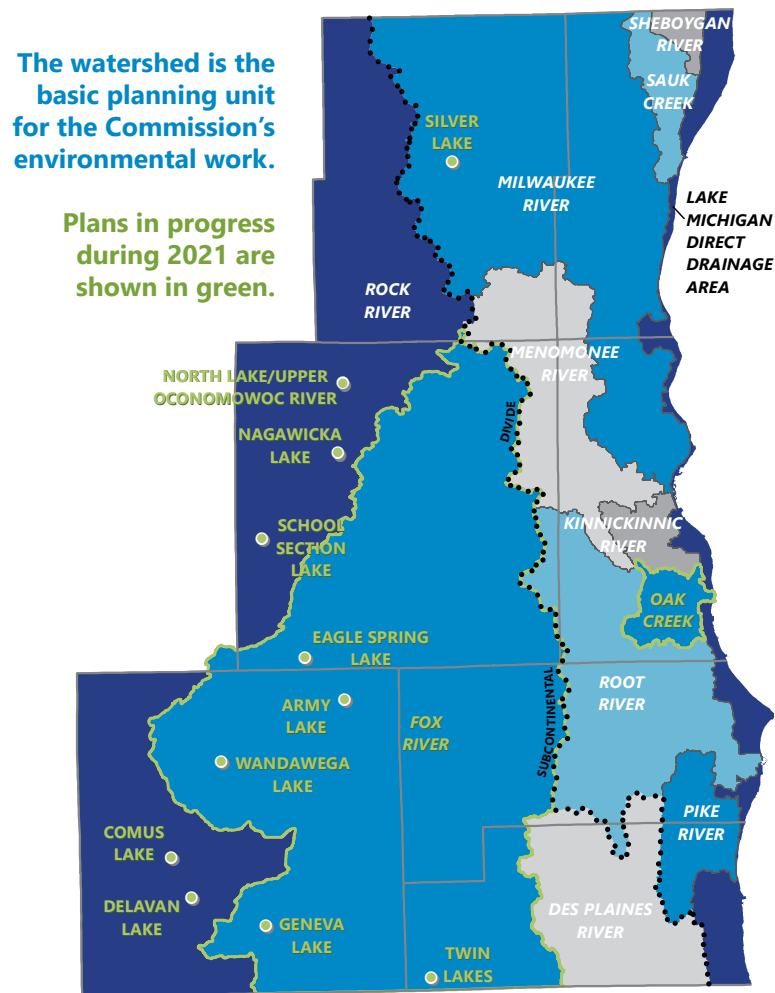 The watershed is the
basic planning unit
for the Commission's
environmental work.
Plans in progress
during 2021 are
shown in green.
SHEBOYGAN
RIVER
SAUK
CREEK
SILVER
LAKE
MILWAUKEE
RIVER
LAKE
MICHIGAN
DIRECT
DRAINAGE
AREA
ROCK
RIVER
MENOMONEE
RIVER
NORTH LAKE/UPPER
OCONOMOWOC RIVER
DIVIDE
NAGAWICKA
LAKE
SCHOOL
SECTION
LAKE
KINNICKINNIC
RIVER
OAK
CREEK
EAGLE SPRING
LAKE
ROOT
RIVER
SUBCONTINENTAL
ARMY
LAKE
FOX
RIVER
WANDAWEGA
LAKE
PIKE
RIVER
COMUS
LAKE
DELAVAN
LAKE
GENEVA
LAKE
DES PLAINES
RIVER
TWIN
LAKES